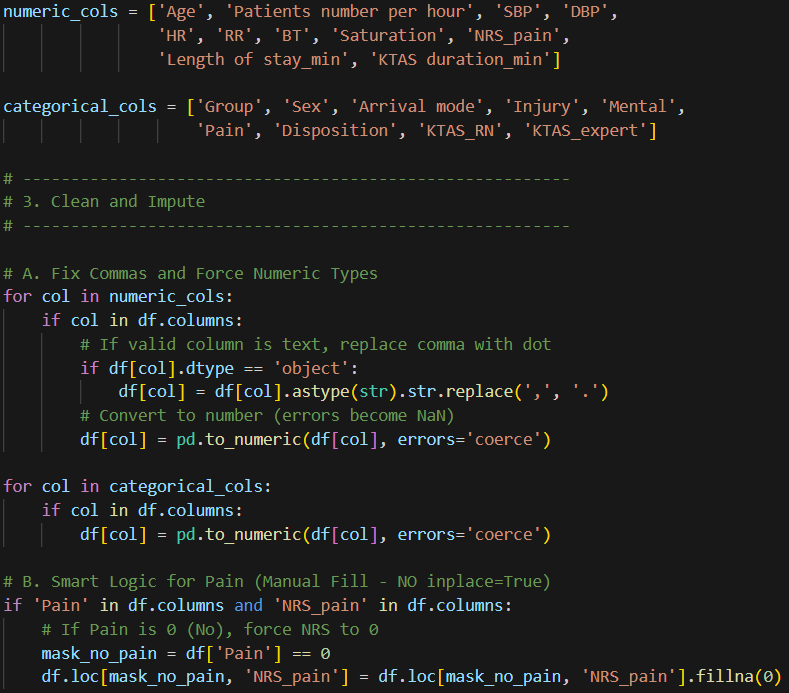 numeric_cols = ['Age', 'Patients number per hour', 'SBP', 'DBP',
'HR', 'RR', 'BT', 'Saturation', 'NRS_pain',
'Length of stay_min', 'KTAS duration_min']
categorical_cols = ['Group', 'Sex', 'Arrival mode', 'Injury', 'Mental',
'Pain', 'Disposition', 'KTAS_RN', 'KTAS_expert']
# ---------------------------------------------------------
# 3. Clean and Impute
# ---------------------------------------------------------
# A. Fix Commas and Force Numeric Types
for col in numeric_cols:
    if col in df.columns:
        # If valid column is text, replace comma with dot
        if df[col].dtype == 'object':
            df[col] = df[col].astype(str).str.replace(',', '.')
        # Convert to number (errors become NaN)
        df[col] = pd.to_numeric(df[col], errors='coerce')
for col in categorical_cols:
    if col in df.columns:
        df[col] = pd.to_numeric(df[col], errors='coerce')
# B. Smart Logic for Pain (Manual Fill - NO inplace=True)
if 'Pain' in df.columns and 'NRS_pain' in df.columns:
    # If Pain is 0 (No), force NRS to 0
    mask_no_pain = df['Pain'] == 0
    df.loc[mask_no_pain, 'NRS_pain'] = df.loc[mask_no_pain, 'NRS_pain'].fillna(0)